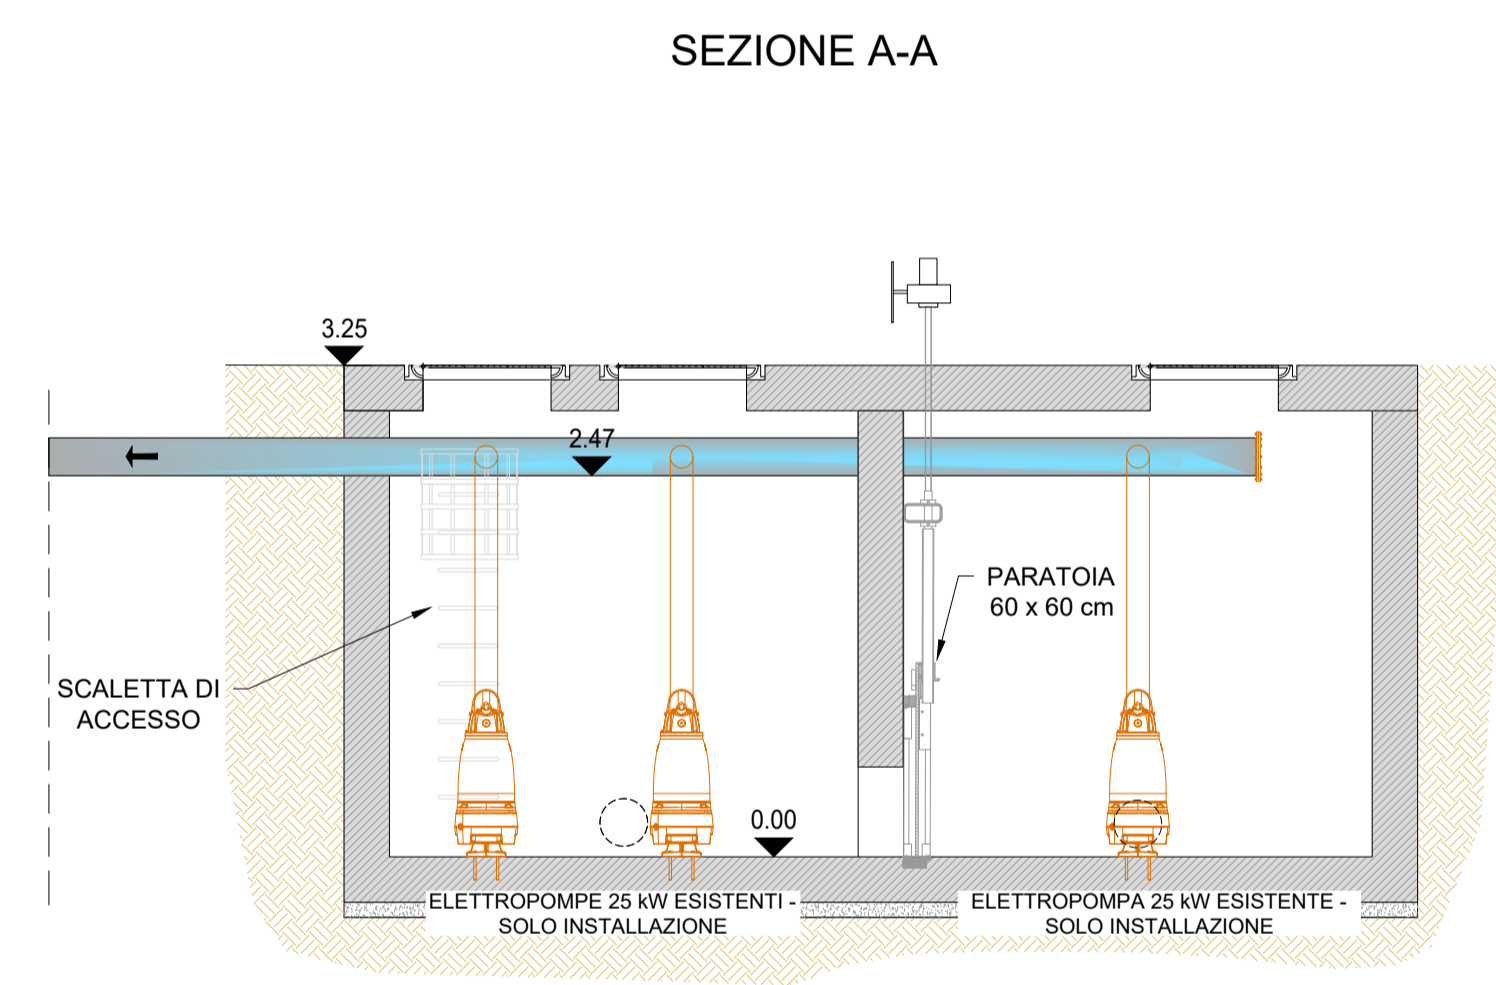 SEZIONE A-A
3.25
2.47
PARATOIA
60 x 60 cm
SCALETTA DI
ACCESSO
0.00
ELETTROPOMPE 25 kW ESISTENTI -
SOLO INSTALLAZIONE
ELETTROPOMPA 25 kW ESISTENTE -
SOLO INSTALLAZIONE